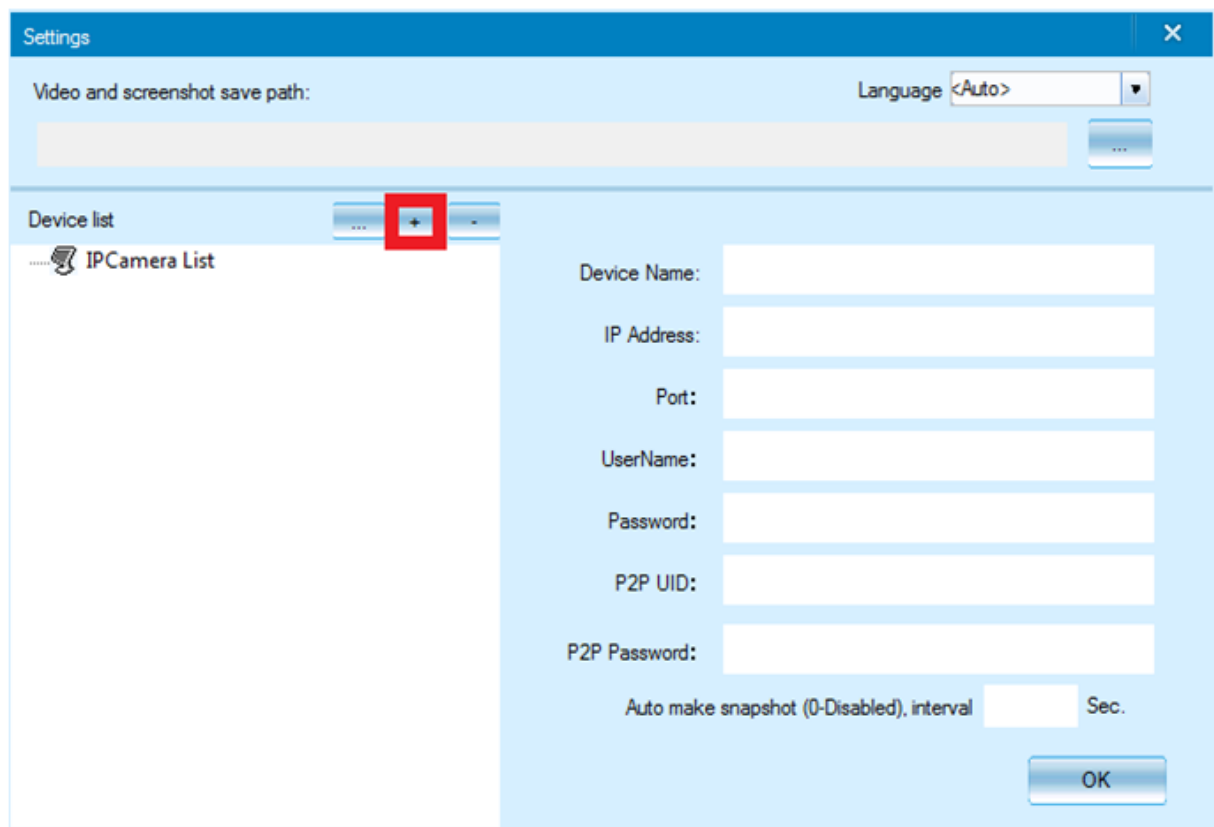 Settings
Video and screenshot save path:
Language <Auto>
...
Device list ... + -
IPCamera List
Device Name:
IP Address:
Port:
UserName:
Password:
P2P UID:
P2P Password:
Auto make snapshot (0-Disabled), interval Sec.
OK